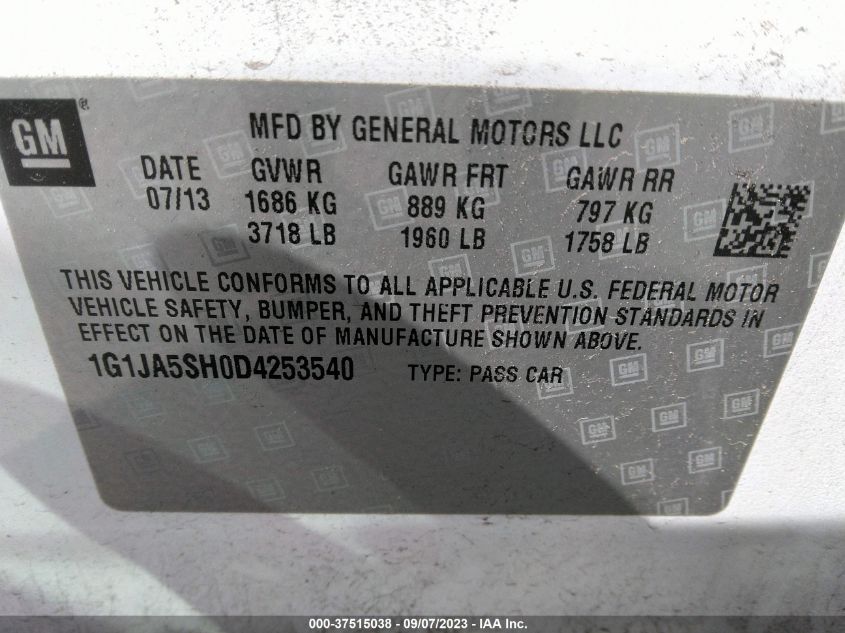 GM®
MFD BY GENERAL MOTORS LLC
DATE GVWR GAWR FRT GAWR RR
07/13 1686 KG 889 KG 797 KG
3718 LB 1960 LB 1758 LB
THIS VEHICLE CONFORMS TO ALL APPLICABLE U.S. FEDERAL MOTOR
VEHICLE SAFETY, BUMPER, AND THEFT PREVENTION STANDARDS IN
EFFECT ON THE DATE OF MANUFACTURE SHOWN ABOVE.
1G1JA5SH0D4253540 TYPE: PASS CAR
000-37515038 - 09/07/2023 - IAA Inc.